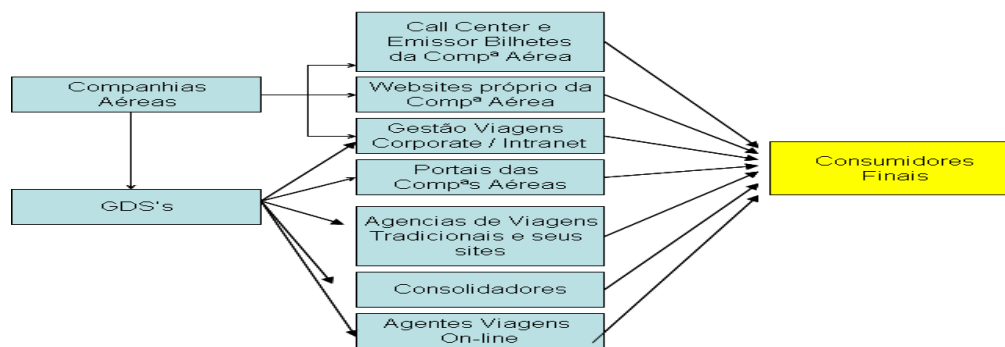 Companhias
Aéreas
GDS's
Call Center e
Emissor Bilhetes
da Compª Aérea
Websites próprio da
Compª Aérea
Gestão Viagens
Corporate / Intranet
Portais das
Compªs Aéreas
Agencias de Viagens
Tradicionais e seus
sites
Consolidadores
Agentes Viagens
On-line
Consumidores
Finais